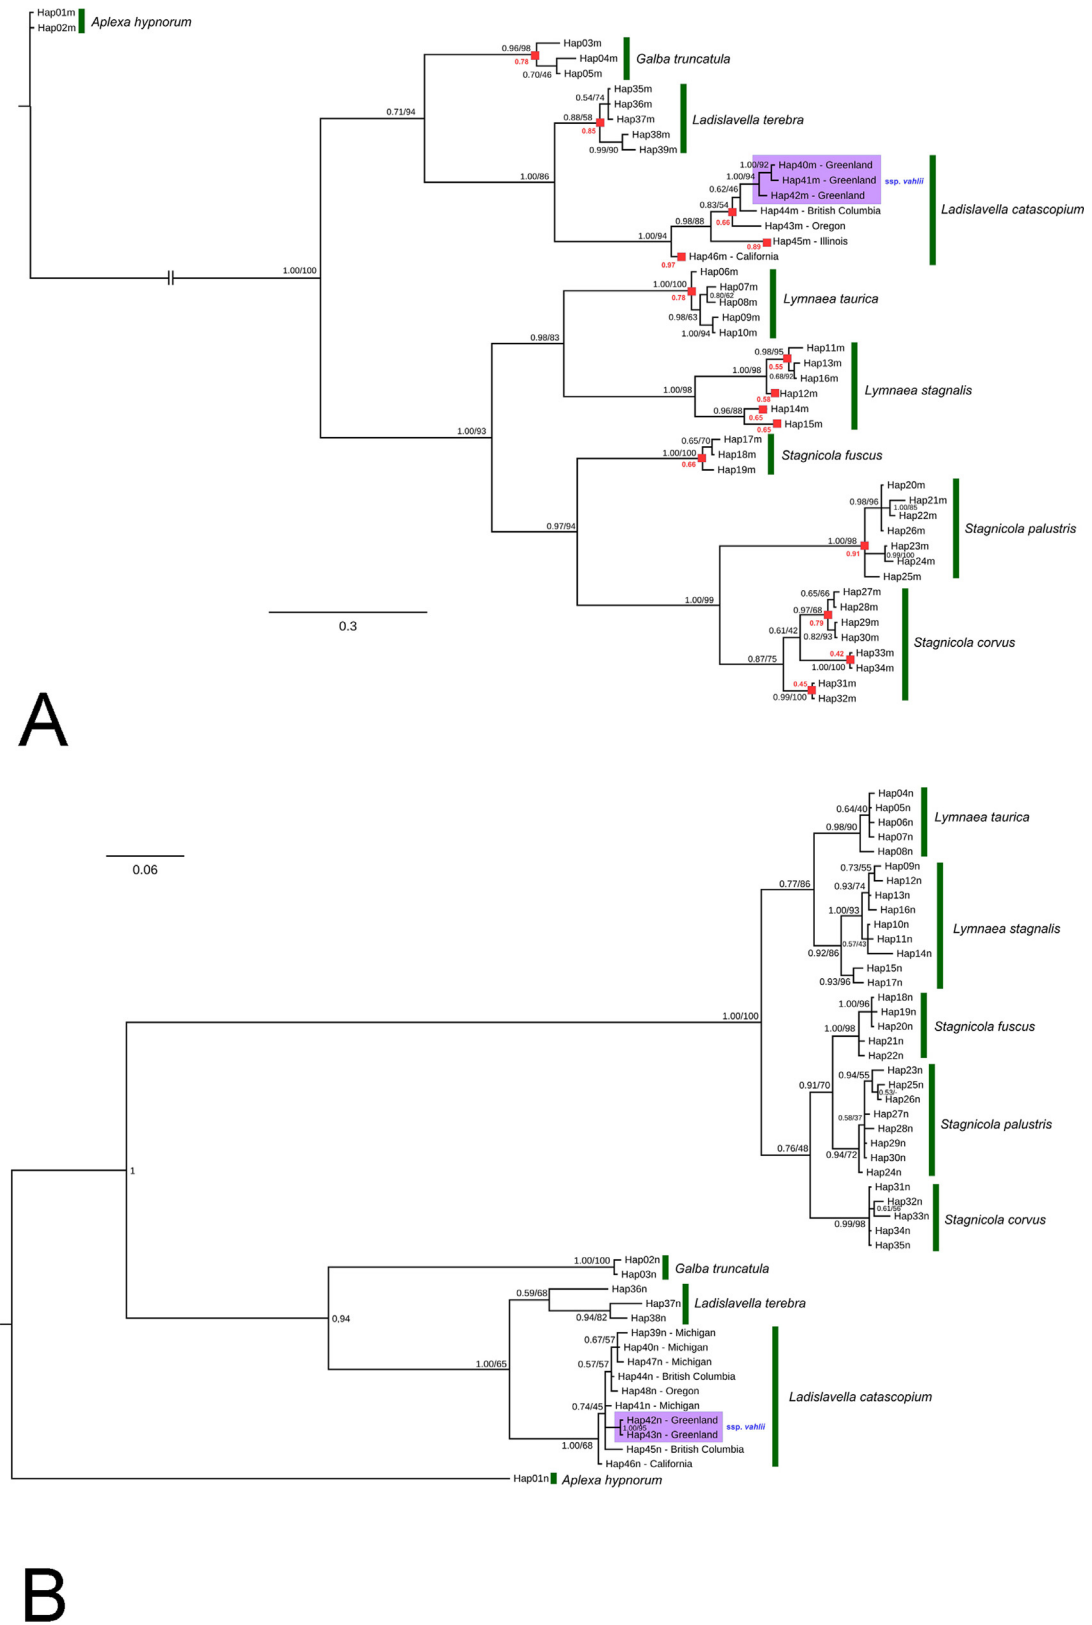 Hap01m
Hap02m
Aplexa hypnorum
0.96/98
0.78
Hap03m
Hap04m
0.70/46
Hap05m
Galba truncatula
0.71/94
0.54/74
Hap35m
Hap36m
0.88/58
0.85
Hap37m
Hap38m
0.99/90
Hap39m
Ladislavella terebra
1.00/86
1.00/92
Hap40m - Greenland
1.00/94
Hap41m - Greenland
ssp. vahlii
0.62/46
Hap42m - Greenland
0.83/54
0.66
Hap44m - British Columbia
0.98/88
Hap43m - Oregon
1.00/94
0.89
Hap45m - Illinois
0.97
Hap46m - California
Ladislavella catascopium
1.00/100
Hap06m
1.00/100
0.78
Hap07m
0.80/62
Hap08m
0.98/63
Hap09m
1.00/94
Hap10m
Lymnaea taurica
0.98/83
0.98/95
0.55
Hap11m
Hap13m
1.00/98
0.68/92
Hap16m
1.00/98
0.58
Hap12m
0.96/88
0.65
Hap14m
0.65
Hap15m
Lymnaea stagnalis
1.00/93
0.65/70
Hap17m
1.00/100
0.66
Hap18m
Hap19m
Stagnicola fuscus
0.97/94
Hap20m
0.98/96
Hap21m
1.00/85
Hap22m
Hap26m
1.00/98
0.91
Hap23m
0.99/100
Hap24m
Hap25m
Stagnicola palustris
1.00/99
0.65/66
Hap27m
0.97/68
0.79
Hap28m
Hap29m
0.61/42
0.82/93
Hap30m
0.87/75
0.42
Hap33m
1.00/100
Hap34m
0.45
Hap31m
0.99/100
Hap32m
Stagnicola corvus
0.3
A
0.06
Hap04n
0.64/40
Hap05n
Hap06n
0.98/90
Hap07n
Hap08n
Lymnaea taurica
0.77/86
0.73/55
Hap09n
Hap12n
0.93/74
Hap13n
1.00/93
Hap16n
Hap10n
0.57/43
Hap11n
0.92/86
Hap14n
Hap15n
0.93/96
Hap17n
Lymnaea stagnalis
1.00/100
Hap18n
1.00/96
Hap19n
1.00/98
Hap20n
Hap21n
Hap22n
Stagnicola fuscus
0.91/70
0.94/55
Hap23n
Hap25n
0.53/-
Hap26n
0.58/37
Hap27n
Hap28n
Hap29n
0.94/72
Hap30n
Hap24n
Stagnicola palustris
0.76/48
Hap31n
Hap32n
0.61/56
Hap33n
0.99/98
Hap34n
Hap35n
Stagnicola corvus
1
1.00/100
Hap02n
Hap03n
Galba truncatula
0,94
0.59/68
Hap36n
Hap37n
0.94/82
Hap38n
Ladislavella terebra
1.00/65
Hap39n - Michigan
0.67/57
Hap40n - Michigan
Hap47n - Michigan
0.57/57
Hap44n - British Columbia
Hap48n - Oregon
0.74/45
Hap41n - Michigan
Hap42n - Greenland
1.00/95
ssp. vahlii
Hap43n - Greenland
1.00/68
Hap45n - British Columbia
Hap46n - California
Ladislavella catascopium
Hap01n
Aplexa hypnorum
B